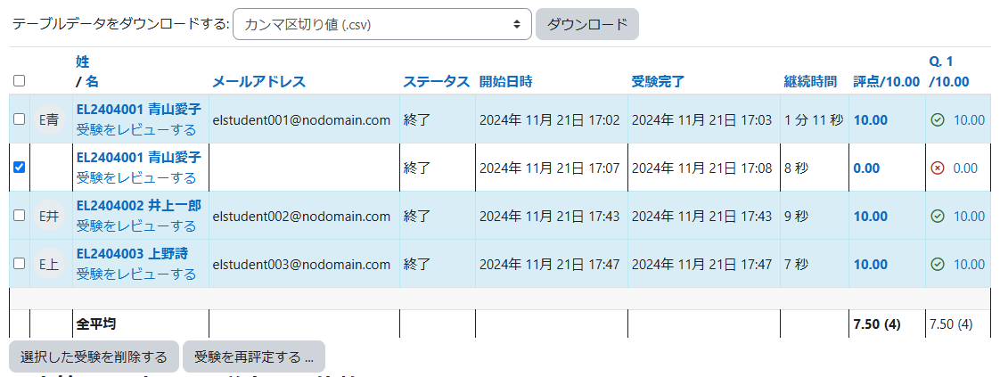 テーブルデータをダウンロードする: カンマ区切り値 (.csv) ダウンロード
姓 Q. 1
/ 名 メールアドレス ステータス 開始日時 受験完了 継続時間 評点/10.00 /10.00
E青 EL2404001 青山愛子 elstudent001@nodomain.com 終了 2024年 11月 21日 17:02 2024年 11月 21日 17:03 1 分 11 秒 10.00 10.00
受験をレビューする
EL2404001 青山愛子 終了 2024年 11月 21日 17:07 2024年 11月 21日 17:08 8 秒 0.00 0.00
受験をレビューする
E井 EL2404002 井上一郎 elstudent002@nodomain.com 終了 2024年 11月 21日 17:43 2024年 11月 21日 17:43 9 秒 10.00 10.00
受験をレビューする
E上 EL2404003 上野詩 elstudent003@nodomain.com 終了 2024年 11月 21日 17:47 2024年 11月 21日 17:47 7 秒 10.00 10.00
受験をレビューする
全平均 7.50 (4) 7.50 (4)
選択した受験を削除する 受験を再評定する ...